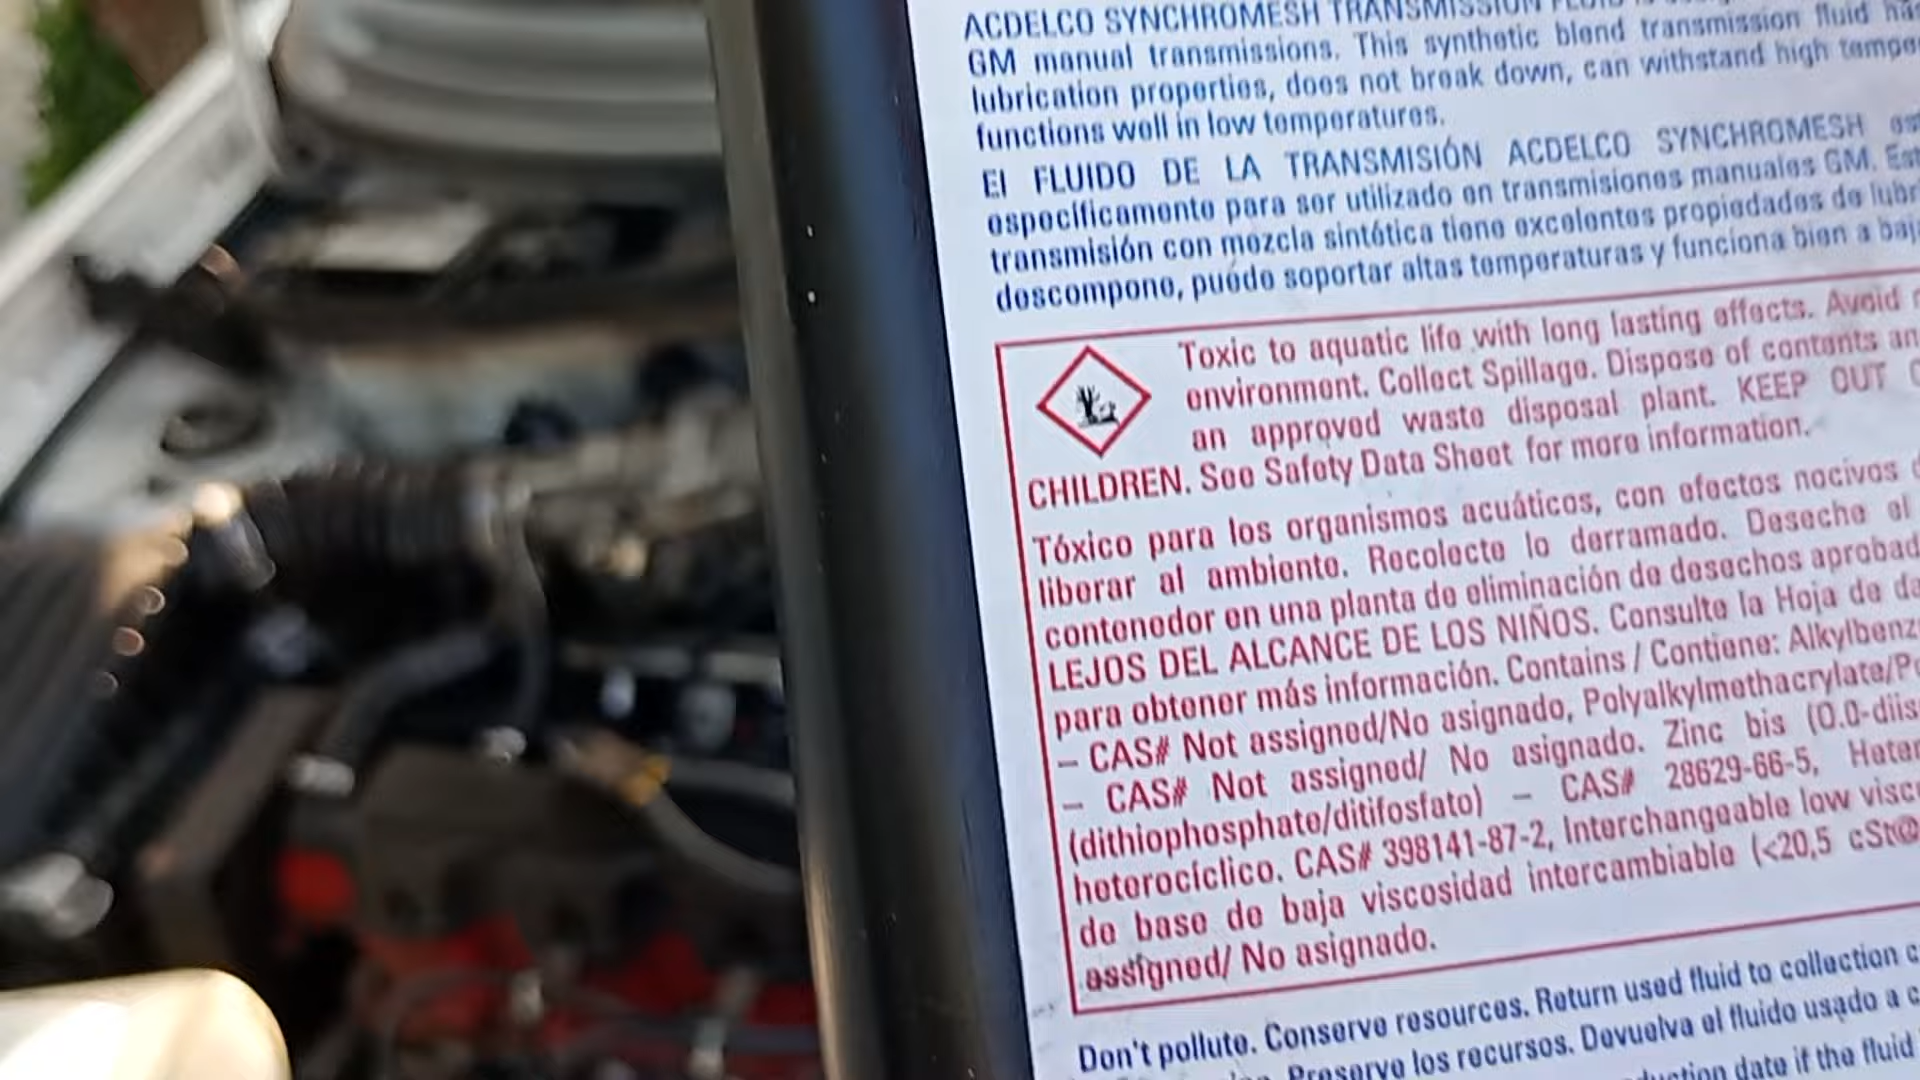 ACDELCO SYNCHROMESH TRANSMISSION FLUID
GM manual transmissions. This synthetic blend transmission fluid
lubrication properties, does not break down, can withstand high
functions well in low temperatures.
El FLUIDO DE LA TRANSMISIÓN ACDELCO SYNCHROMESH
específicamente para ser utilizado en transmisiones manuales GM.
transmisión con mezcla sintética tiene excelentes propiedades de
descompone, puede soportar altas temperaturas y funciona bien a
Toxic to aquatic life with long lasting effects. Avoid
environment. Collect Spillage. Dispose of contents
an approved waste disposal plant. KEEP OUT
CHILDREN. See Safety Data Sheet for more information.
Tóxico para los organismos acuáticos, con efectos nocivos
liberar al ambiente. Recolecte lo derramado. Deseche el
contenedor en una planta de eliminación de desechos
LEJOS DEL ALCANCE DE LOS NIÑOS. Consulte la Hoja de
para obtener más información. Contains / Contiene:
– CAS# Not assigned/No asignado, Polyalkylmethacrylate/
– CAS# Not assigned/ No asignado. Zinc bis
(dithiophosphate/ditifosfato) – CAS# 28629-66-5,
heterocíclico. CAS# 398141-87-2, Interchangeable low
de base de baja viscosidad intercambiable (<20,5 cSt@
assigned/ No asignado.
Don't pollute. Conserve resources. Return used fluid to collection
Preserve los recursos. Devuelva el fluido usado a
date if the fluid